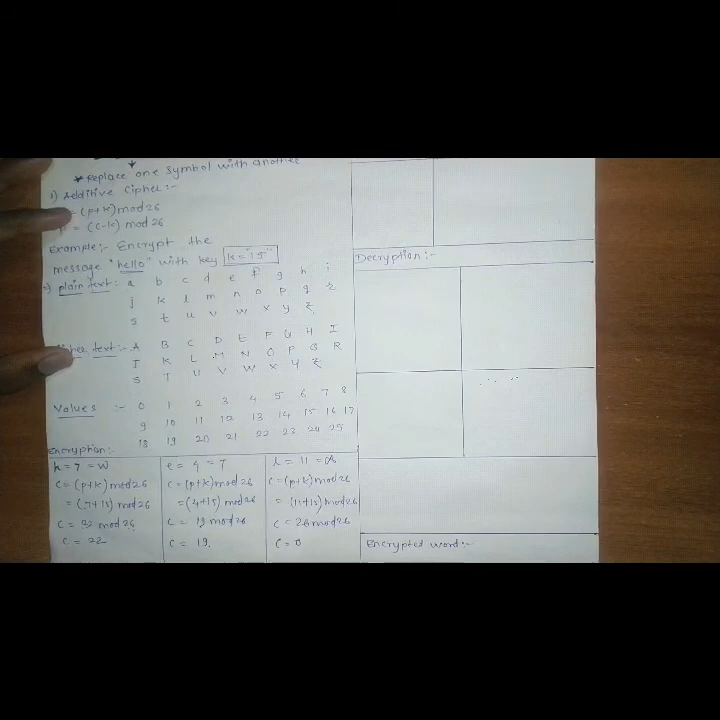 * Replace one symbol with another
1) Additive Cipher:-
= (p+k) mod 26
= (c-k) mod 26
Example:- Encrypt the
message "hello" with key k="15"
plain text: a b c d e f g h i
j k l m n o p q r
s t u v w x y z
text:- A B C D E F G H I
J K L M N O P Q R
S T U V W X Y Z
Values :- 0 1 2 3 4 5 6 7 8
9 10 11 12 13 14 15 16 17
18 19 20 21 22 23 24 25
Encryption:-
h = 7 = W
C = (p+k) mod 26
= (7+15) mod 26
C = mod 26
C = 22
e = 4 = T
C = (p+k) mod 26
= (4+15) mod 26
C = 19 mod 26
C = 19.
l = 11 = A
C = (p+k) mod 26
= (11+15) mod 26
C = 26 mod 26
C = 0
Decryption:-
Encrypted word:-